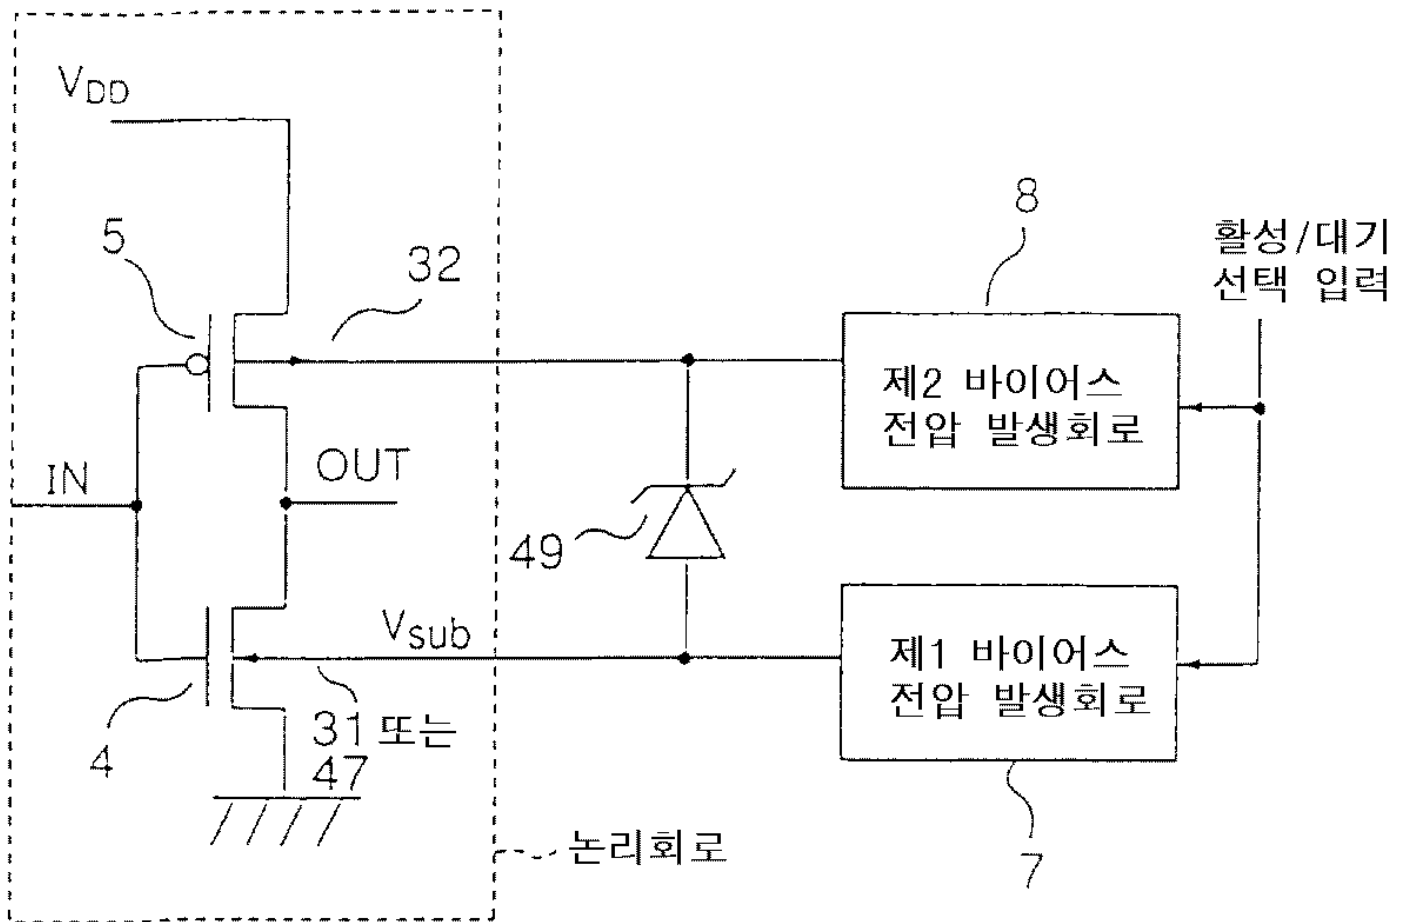 VDD
5
32
8
활성/대기
선택 입력
제2 바이어스
전압 발생회로
IN
OUT
49
Vsub
제1 바이어스
전압 발생회로
4
31 또는
47
논리회로
7